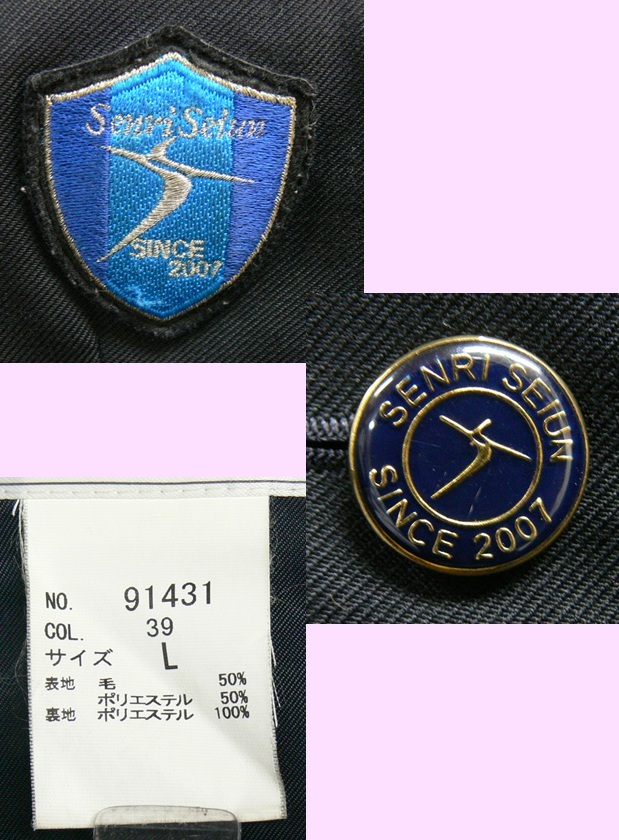 Senri Seiun
SINCE
2007
SENRI SEIUN
SINCE 2007
NO. 91431
COL. 39
サイズ L
表地 毛 50%
ポリエステル 50%
裏地 ポリエステル 100%